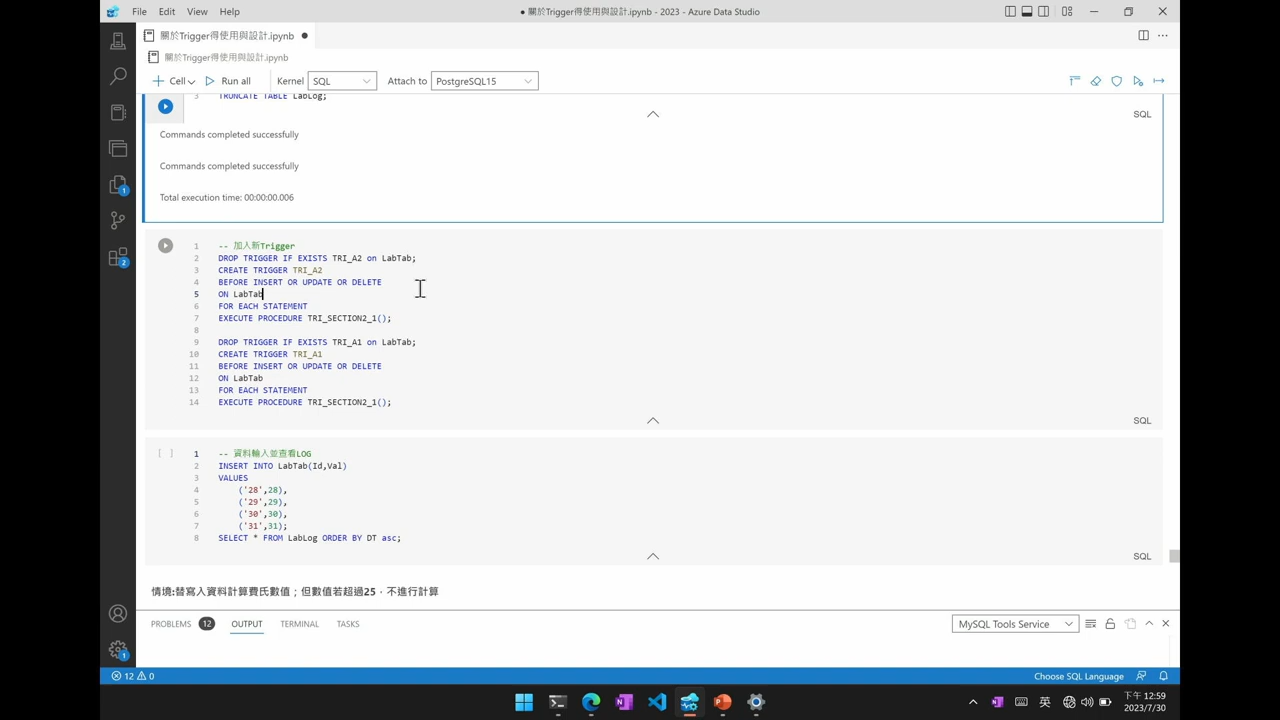 File Edit View Help
● 關於Trigger得使用與設計.ipynb - 2023 - Azure Data Studio
關於Trigger得使用與設計.ipynb ●
關於Trigger得使用與設計.ipynb
+ Cell Run all Kernel SQL Attach to PostgreSQL15
3 TRUNCATE TABLE LabLog;
SQL
Commands completed successfully
Commands completed successfully
Total execution time: 00:00:00.006
1 -- 加入新Trigger
2 DROP TRIGGER IF EXISTS TRI_A2 on LabTab;
3 CREATE TRIGGER TRI_A2
4 BEFORE INSERT OR UPDATE OR DELETE
5 ON LabTab
6 FOR EACH STATEMENT
7 EXECUTE PROCEDURE TRI_SECTION2_1();
8
9 DROP TRIGGER IF EXISTS TRI_A1 on LabTab;
10 CREATE TRIGGER TRI_A1
11 BEFORE INSERT OR UPDATE OR DELETE
12 ON LabTab
13 FOR EACH STATEMENT
14 EXECUTE PROCEDURE TRI_SECTION2_1();
SQL
[ ] 1 -- 資料輸入並查看LOG
2 INSERT INTO LabTab(Id,Val)
3 VALUES
4 ('28',28),
5 ('29',29),
6 ('30',30),
7 ('31',31);
8 SELECT * FROM LabLog ORDER BY DT asc;
SQL
情境:替寫入資料計算費氏數值；但數值若超過25，不進行計算
PROBLEMS 12 OUTPUT TERMINAL TASKS MySQL Tools Service
12 0 Choose SQL Language
英 下午 12:59
2023/7/30
1
2
2
1